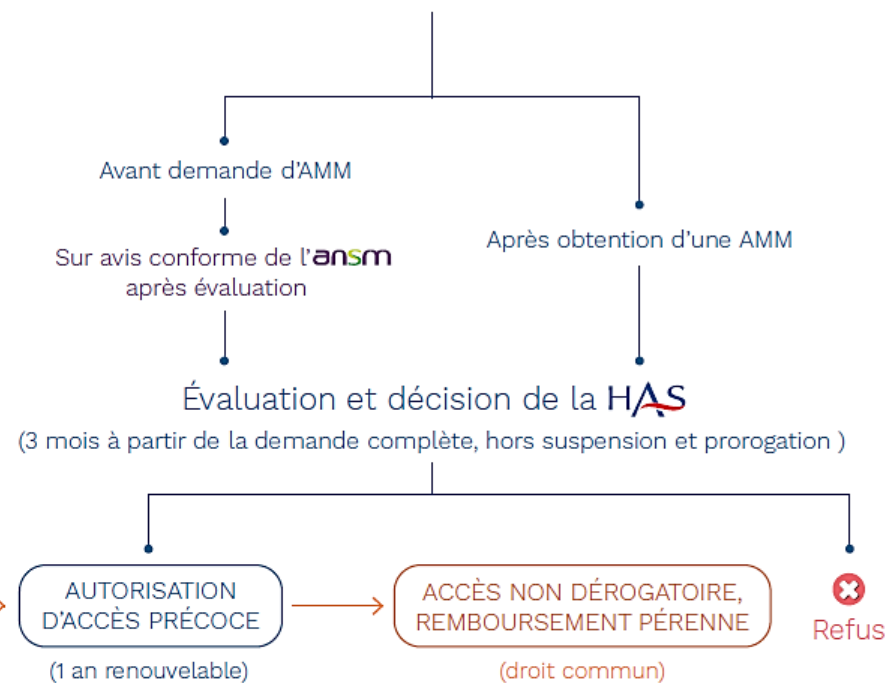 Avant demande d'AMM
Sur avis conforme de l'ansm
après évaluation
Après obtention d'une AMM
Évaluation et décision de la HAS
(3 mois à partir de la demande complète, hors suspension et prorogation )
AUTORISATION
D'ACCÈS PRÉCOCE
(1 an renouvelable)
ACCÈS NON DÉROGATOIRE,
REMBOURSEMENT PÉRENNE
(droit commun)
Refus